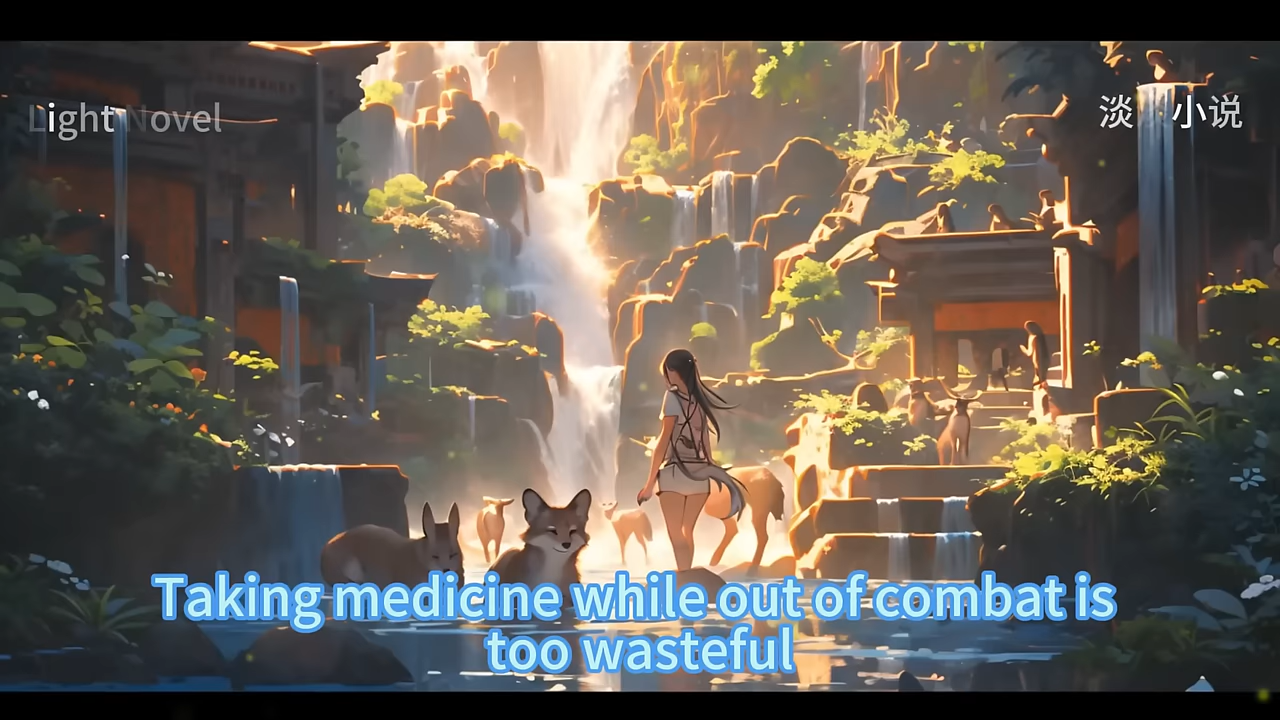 Light Novel
淡 小说
Taking medicine while out of combat is
too wasteful